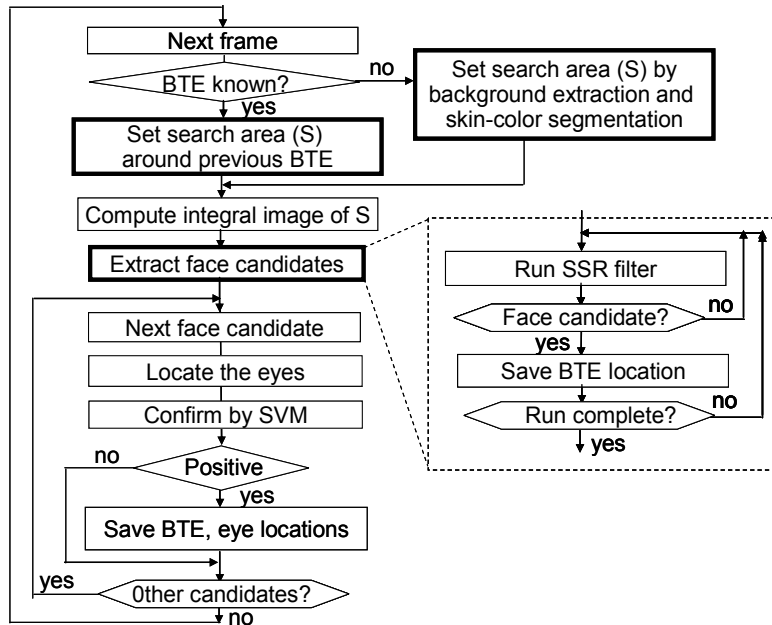 Next frame
BTE known?
no
yes
Set search area (S) by
background extraction and
skin-color segmentation
Set search area (S)
around previous BTE
Compute integral image of S
Extract face candidates
Next face candidate
Locate the eyes
Confirm by SVM
Positive
no
yes
Save BTE, eye locations
0ther candidates?
yes
no
Run SSR filter
Face candidate?
no
yes
Save BTE location
Run complete?
no
yes